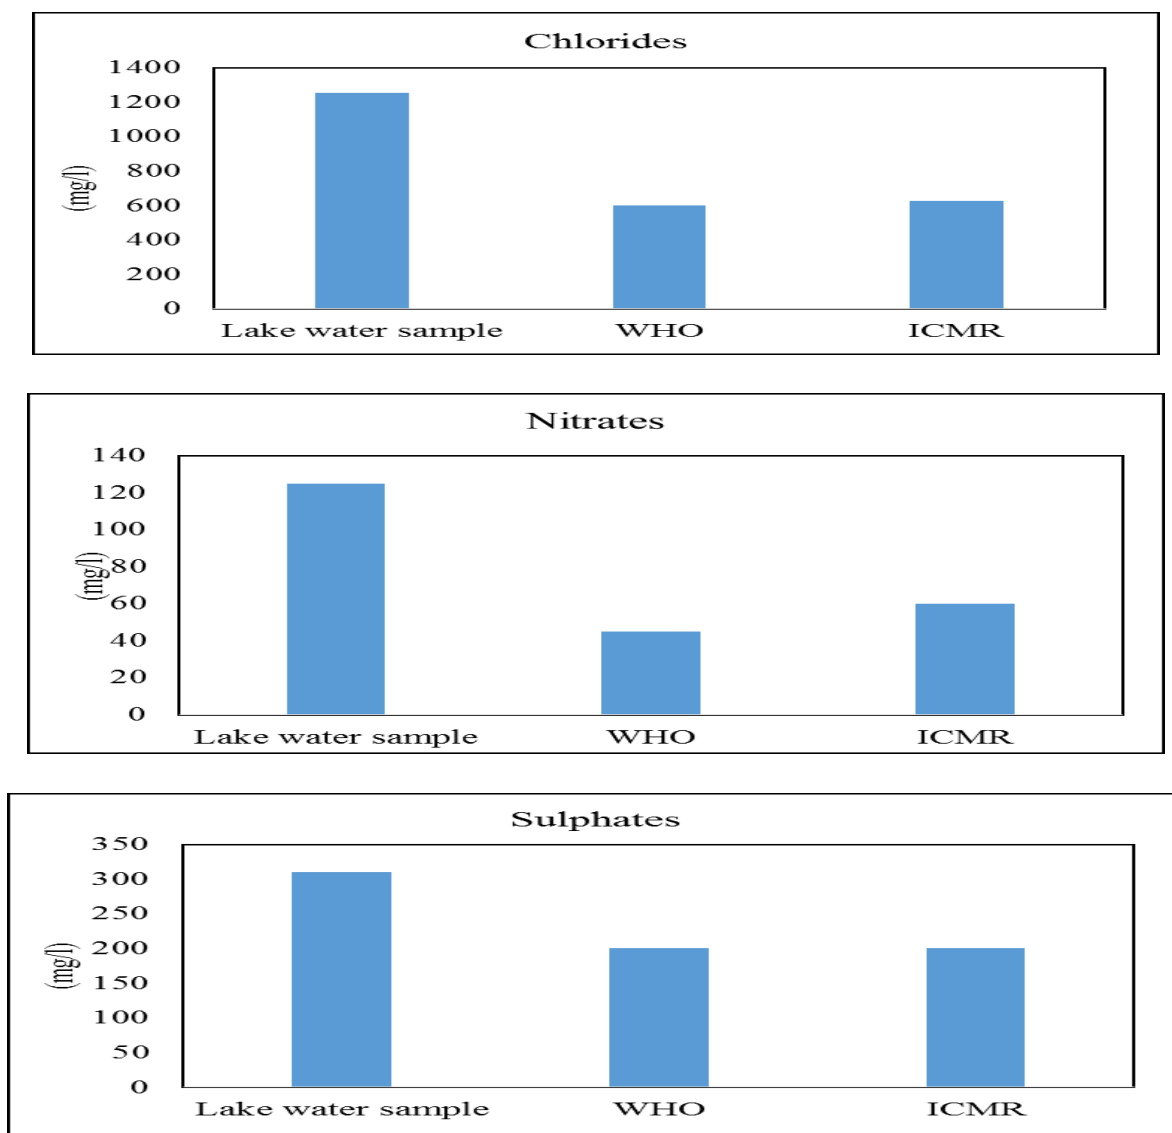 Chlorides
1400
1200
1000
800
600
400
200
0
(mg/l)
Lake water sample WHO ICMR
Nitrates
140
120
100
80
60
40
20
0
(mg/l)
Lake water sample WHO ICMR
Sulphates
350
300
250
200
150
100
50
0
(mg/l)
Lake water sample WHO ICMR